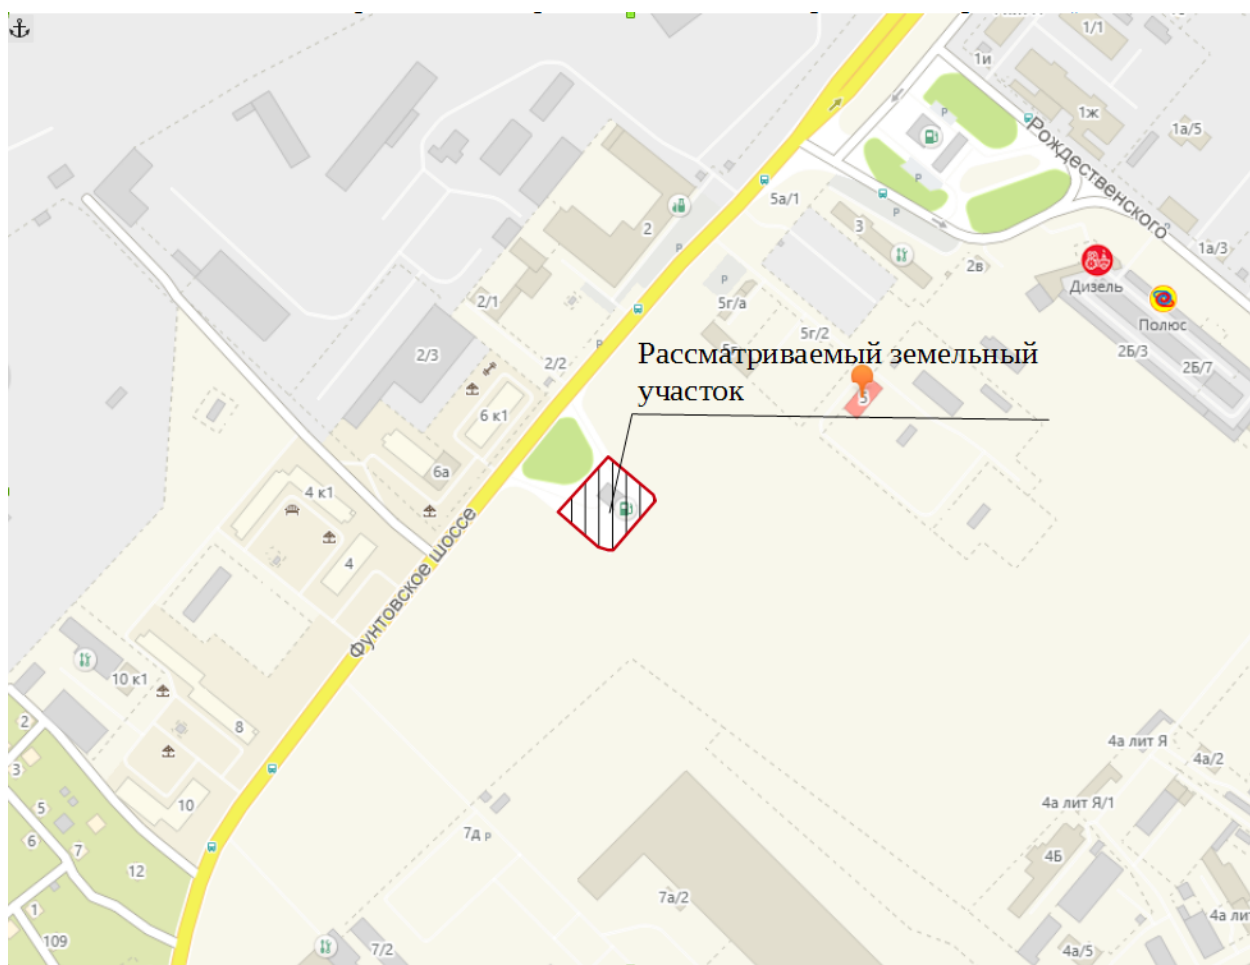 1/1
1и
1ж
1а/5
Рождественского
P
P
5а/1
P
3
2в
1а/3
2
P
P
Дизель
Полюс
2/1
5г/а
5г/2
2Б/3
2Б/7
2/3
2/2
P
Рассматриваемый земельный
участок
5
6 к1
6а
4 к1
4
Фунтовское шоссе
10 к1
2
8
3
10
5
6
7
12
1
109
7д P
7а/2
7/2
4а лит Я
4а/2
4а лит Я/1
4Б
4а/5